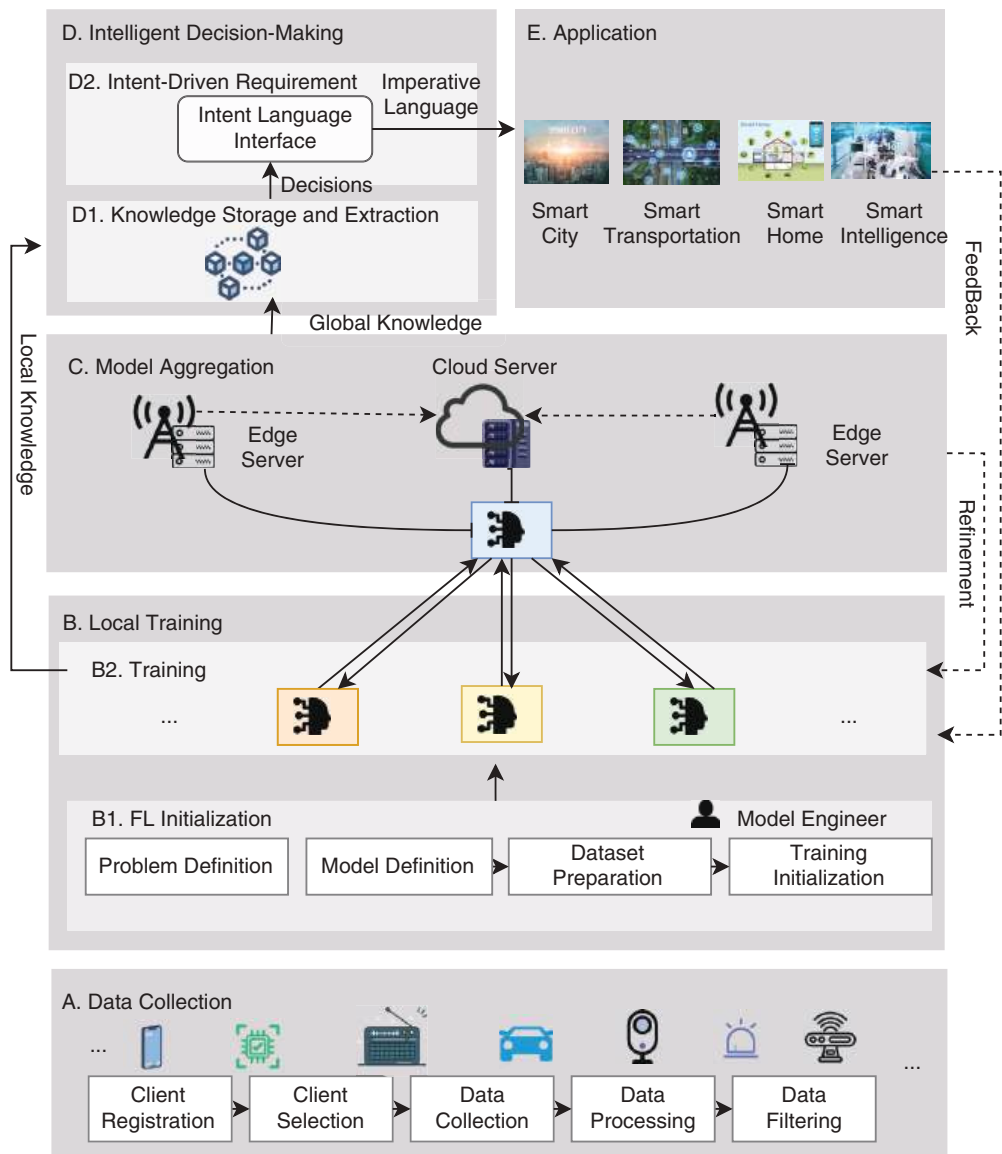 D. Intelligent Decision-Making
D2. Intent-Driven Requirement
Imperative
Language
Intent Language
Interface
Decisions
D1. Knowledge Storage and Extraction
Global Knowledge
Local Knowledge
E. Application
Smart
City
Smart
Transportation
Smart
Home
Smart
Intelligence
FeedBack
C. Model Aggregation
Cloud Server
Edge
Server
Edge
Server
Refinement
B. Local Training
B2. Training
...
...
B1. FL Initialization
Model Engineer
Problem Definition
Model Definition
Dataset
Preparation
Training
Initialization
A. Data Collection
...
...
Client
Registration
Client
Selection
Data
Collection
Data
Processing
Data
Filtering